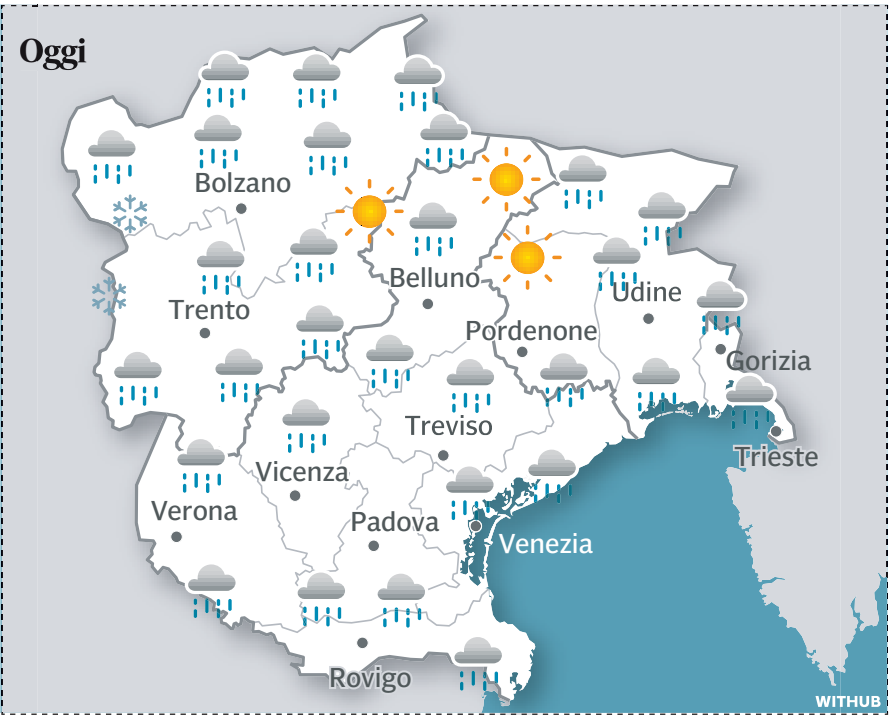 Oggi
Bolzano
Belluno
Trento
Udine
Pordenone
Gorizia
Treviso
Trieste
Vicenza
Verona
Padova
Venezia
Rovigo
WITHUB